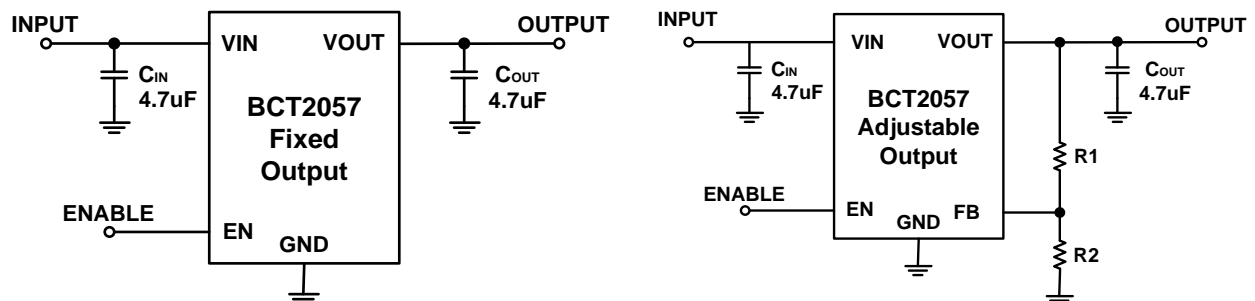 INPUT
OUTPUT
VIN
VOUT
CIN
4.7uF
COUT
4.7uF
BCT2057
Fixed
Output
ENABLE
EN
GND
INPUT
OUTPUT
VIN
VOUT
CIN
4.7uF
COUT
4.7uF
BCT2057
Adjustable
Output
R1
ENABLE
EN
FB
GND
R2